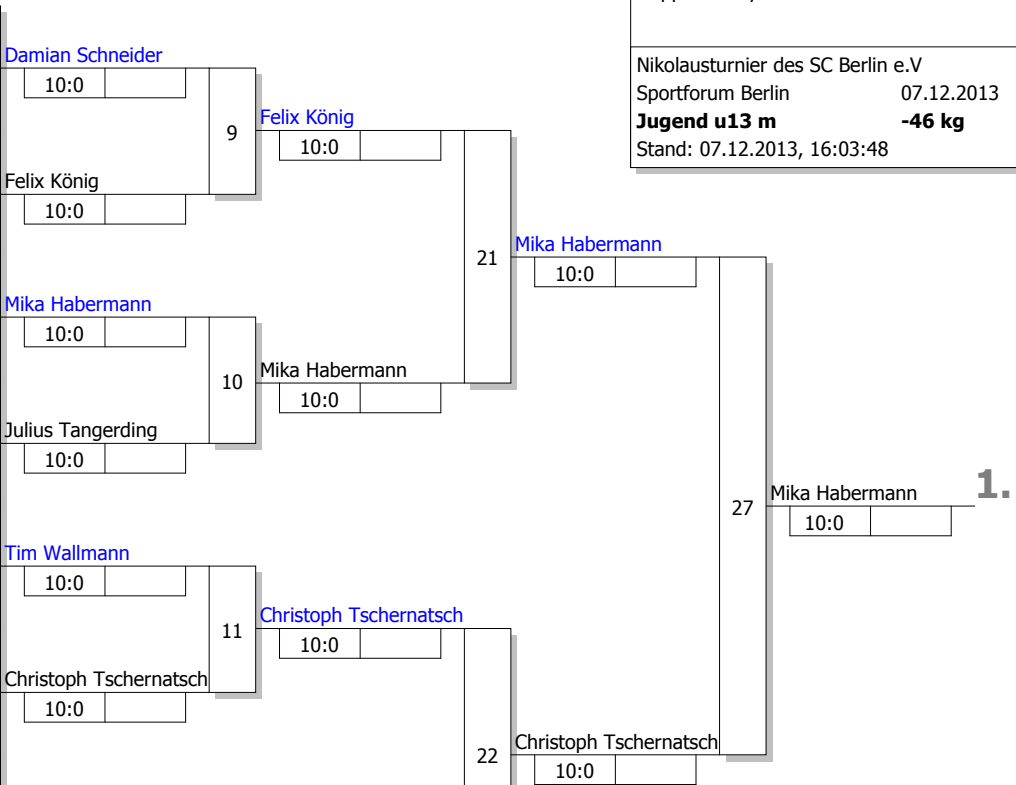 Nikolausturnier des SC Berlin e.V
Sportforum Berlin 07.12.2013
Jugend u13 m -46 kg
Stand: 07.12.2013, 16:03:48
Damian Schneider
10:0
9
Felix König
10:0
Felix König
10:0
21
Mika Habermann
10:0
Mika Habermann
10:0
10
Mika Habermann
10:0
Julius Tangerding
10:0
27
Mika Habermann
10:0
1.
Tim Wallmann
10:0
11
Christoph Tschernatsch
10:0
Christoph Tschernatsch
10:0
22
Christoph Tschernatsch
10:0